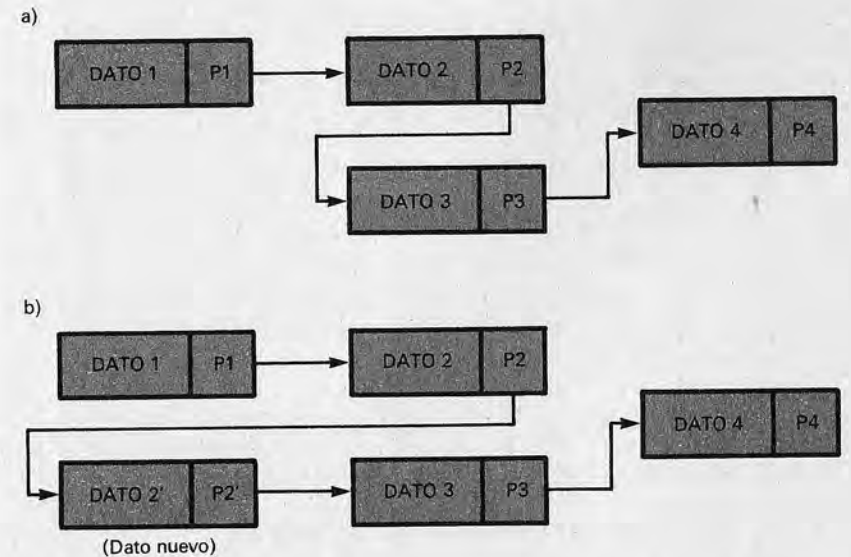 a)
DATO 1 P1
DATO 2 P2
DATO 3 P3
DATO 4 P4
b)
DATO 1 P1
DATO 2 P2
DATO 2' P2'
(Dato nuevo)
DATO 3 P3
DATO 4 P4